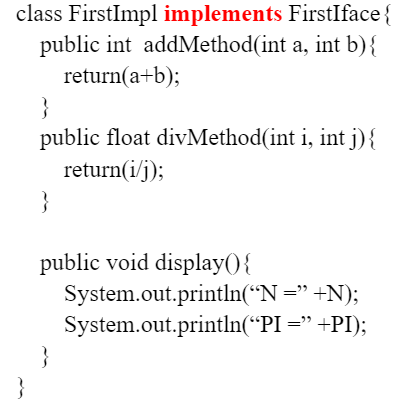 class FirstImpl implements FirstIface{
public int  addMethod(int a, int b){
return(a+b);
}
public float divMethod(int i, int j){
return(i/j);
}
public void display(){
System.out.println(“N =” +N);
System.out.println(“PI =” +PI);
}
}